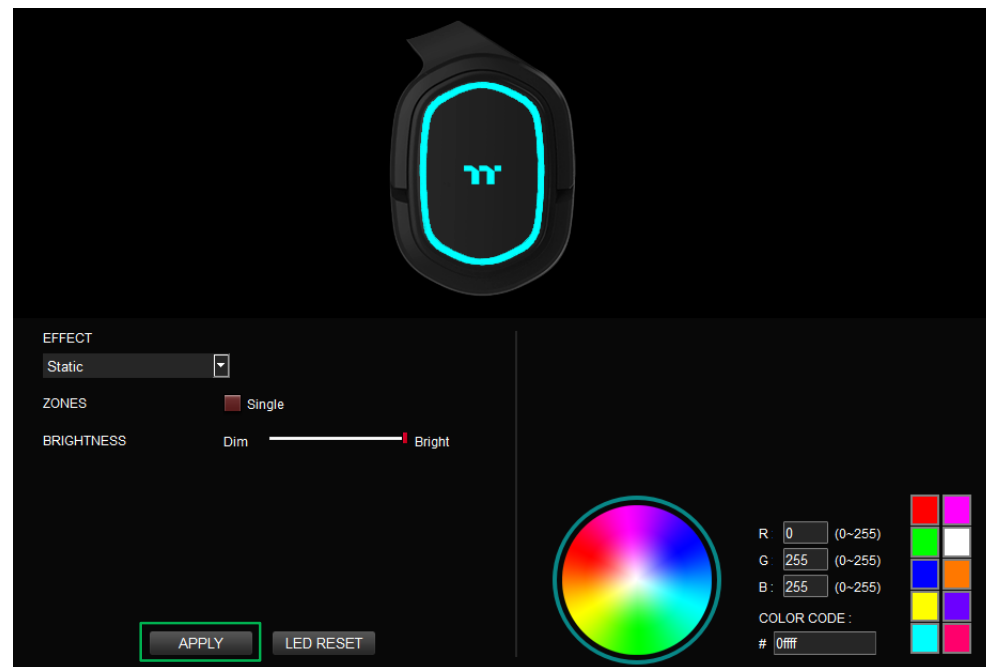 EFFECT
Static
ZONES Single
BRIGHTNESS Dim Bright
R: 0 (0~255)
G: 255 (0~255)
B: 255 (0~255)
COLOR CODE :
# 0ffff
APPLY LED RESET